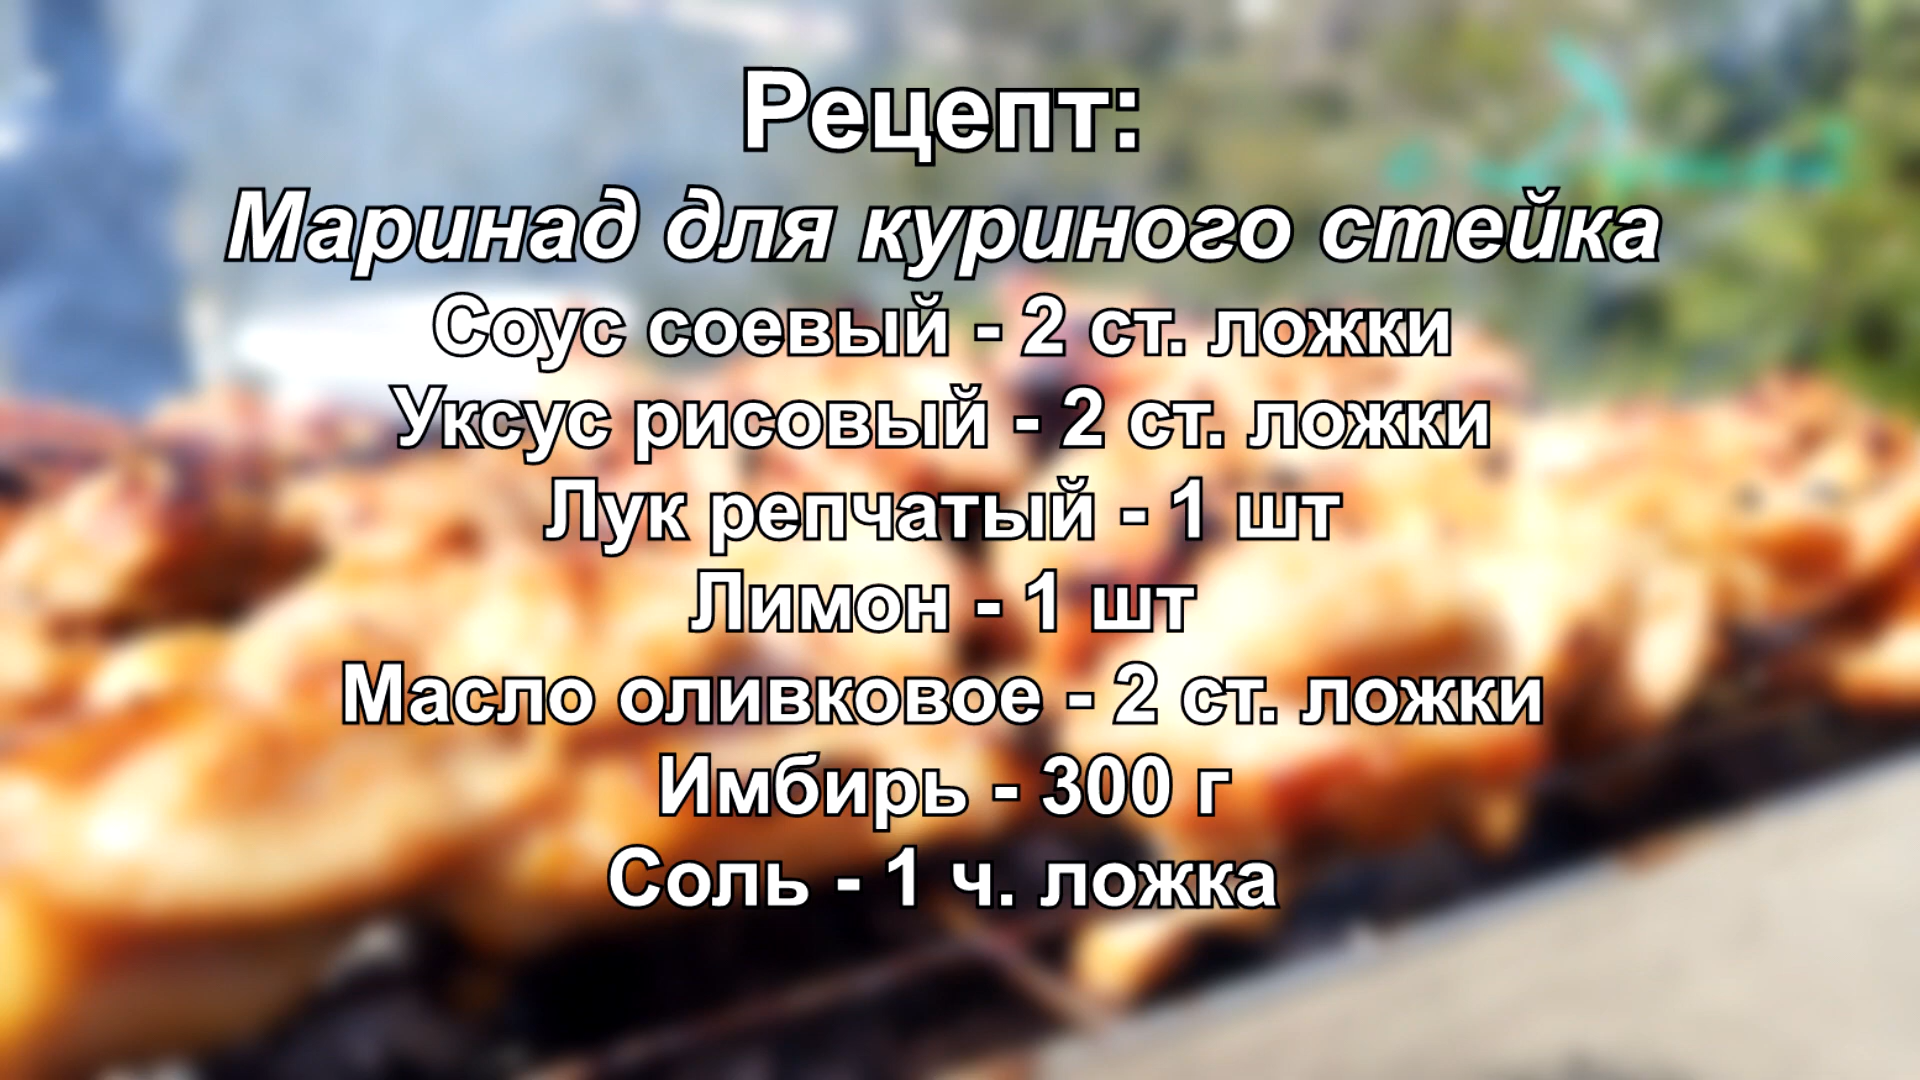 Рецепт:
Маринад для куриного стейка
Соус соевый - 2 ст. ложки
Уксус рисовый - 2 ст. ложки
Лук репчатый - 1 шт
Лимон - 1 шт
Масло оливковое - 2 ст. ложки
Имбирь - 300 г
Соль - 1 ч. ложка